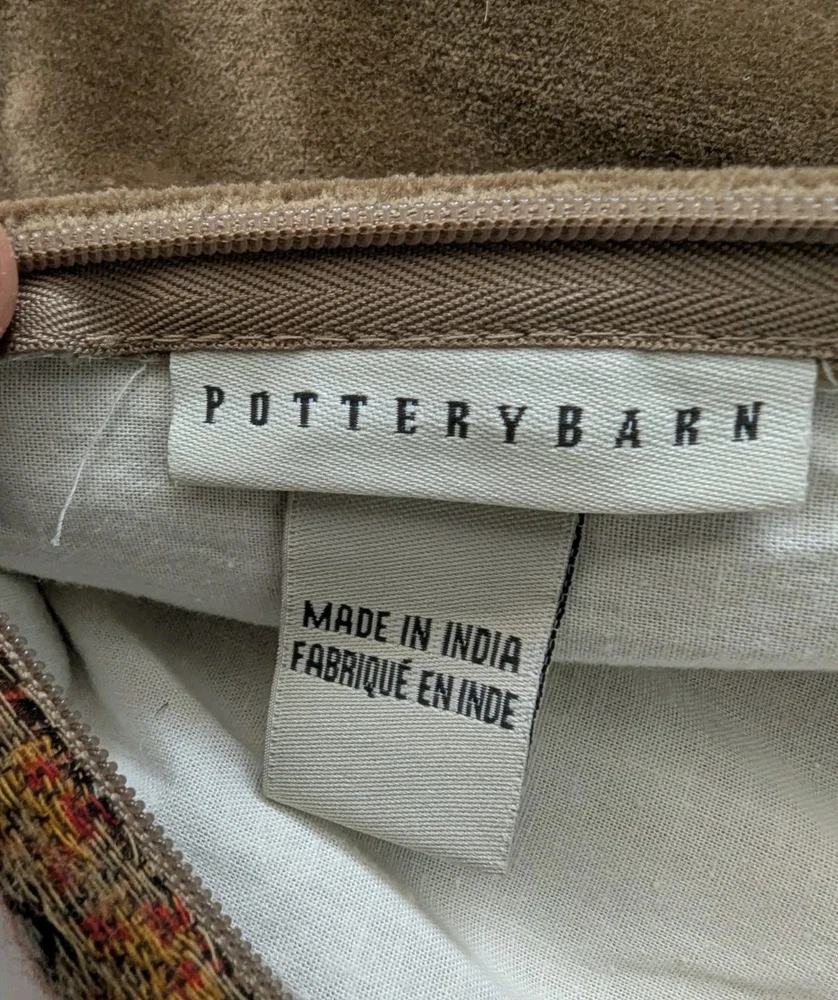 POTTERYBARN
MADE IN INDIA
FABRIQUÉ EN INDE